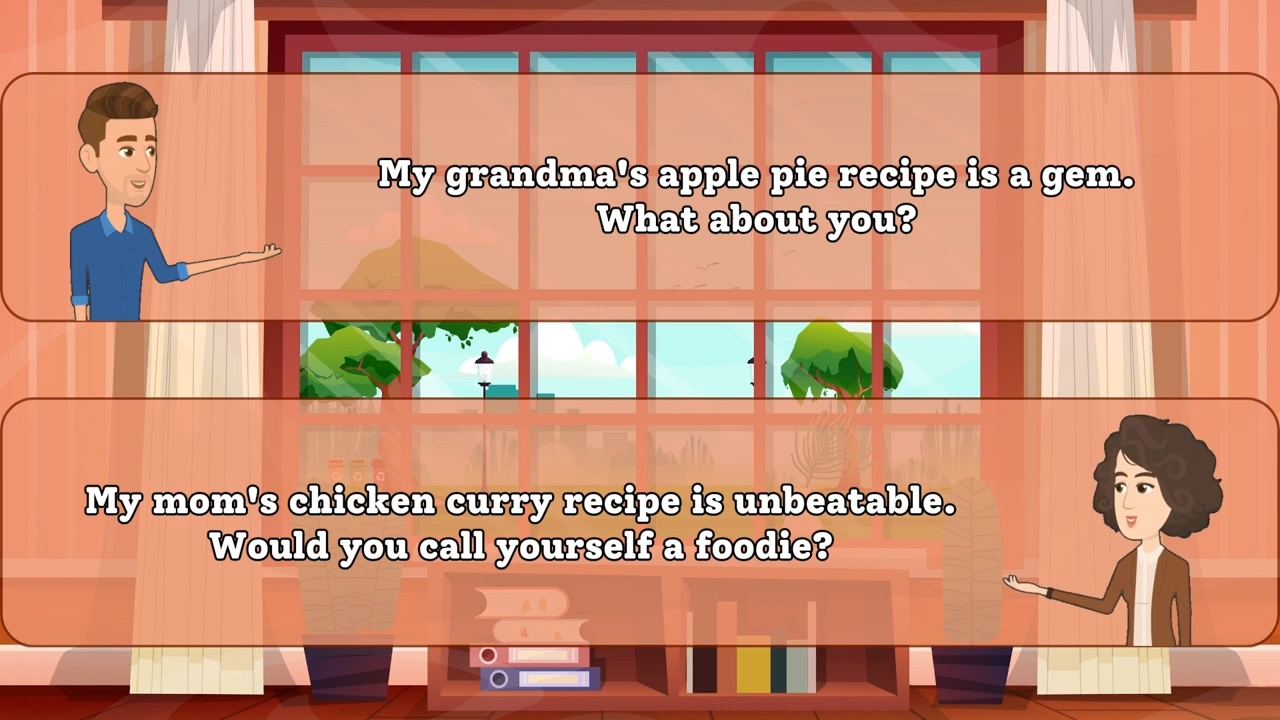 My grandma's apple pie recipe is a gem.
What about you?
My mom's chicken curry recipe is unbeatable.
Would you call yourself a foodie?